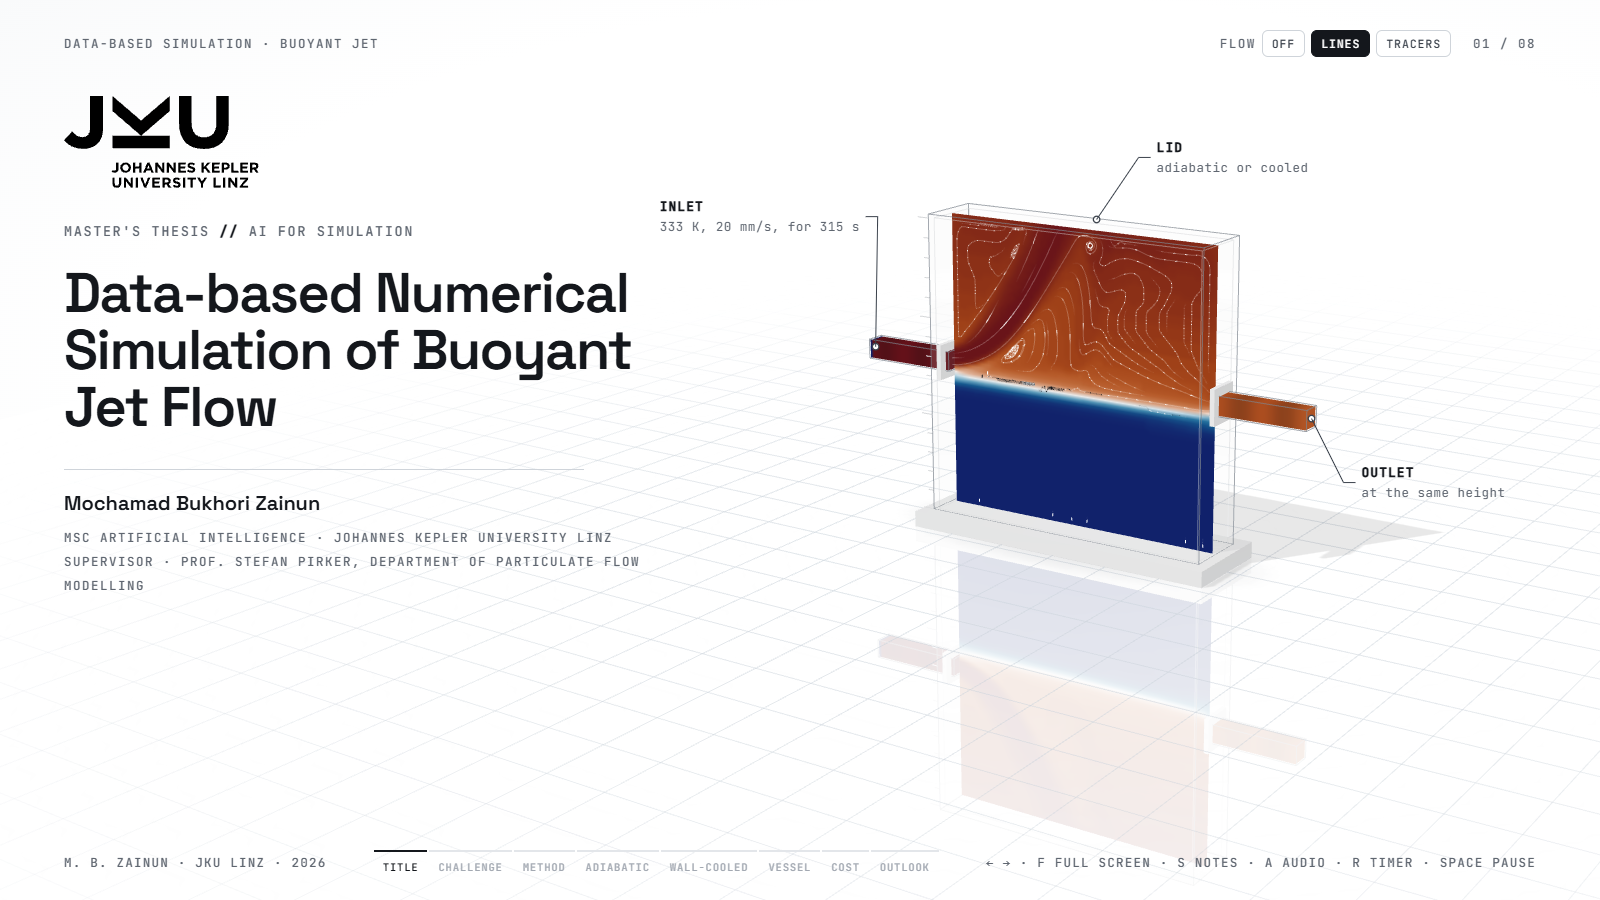 DATA-BASED SIMULATION · BUOYANT JET
FLOW OFF LINES TRACERS 01 / 08
JKU
JOHANNES KEPLER
UNIVERSITY LINZ
MASTER'S THESIS // AI FOR SIMULATION
Data-based Numerical
Simulation of Buoyant
Jet Flow
Mochamad Bukhori Zainun
MSC ARTIFICIAL INTELLIGENCE · JOHANNES KEPLER UNIVERSITY LINZ
SUPERVISOR · PROF. STEFAN PIRKER, DEPARTMENT OF PARTICULATE FLOW
MODELLING
LID
adiabatic or cooled
INLET
333 K, 20 mm/s, for 315 s
OUTLET
at the same height
M. B. ZAINUN · JKU LINZ · 2026
TITLE CHALLENGE METHOD ADIABATIC WALL-COOLED VESSEL COST OUTLOOK
← → · F FULL SCREEN · S NOTES · A AUDIO · R TIMER · SPACE PAUSE